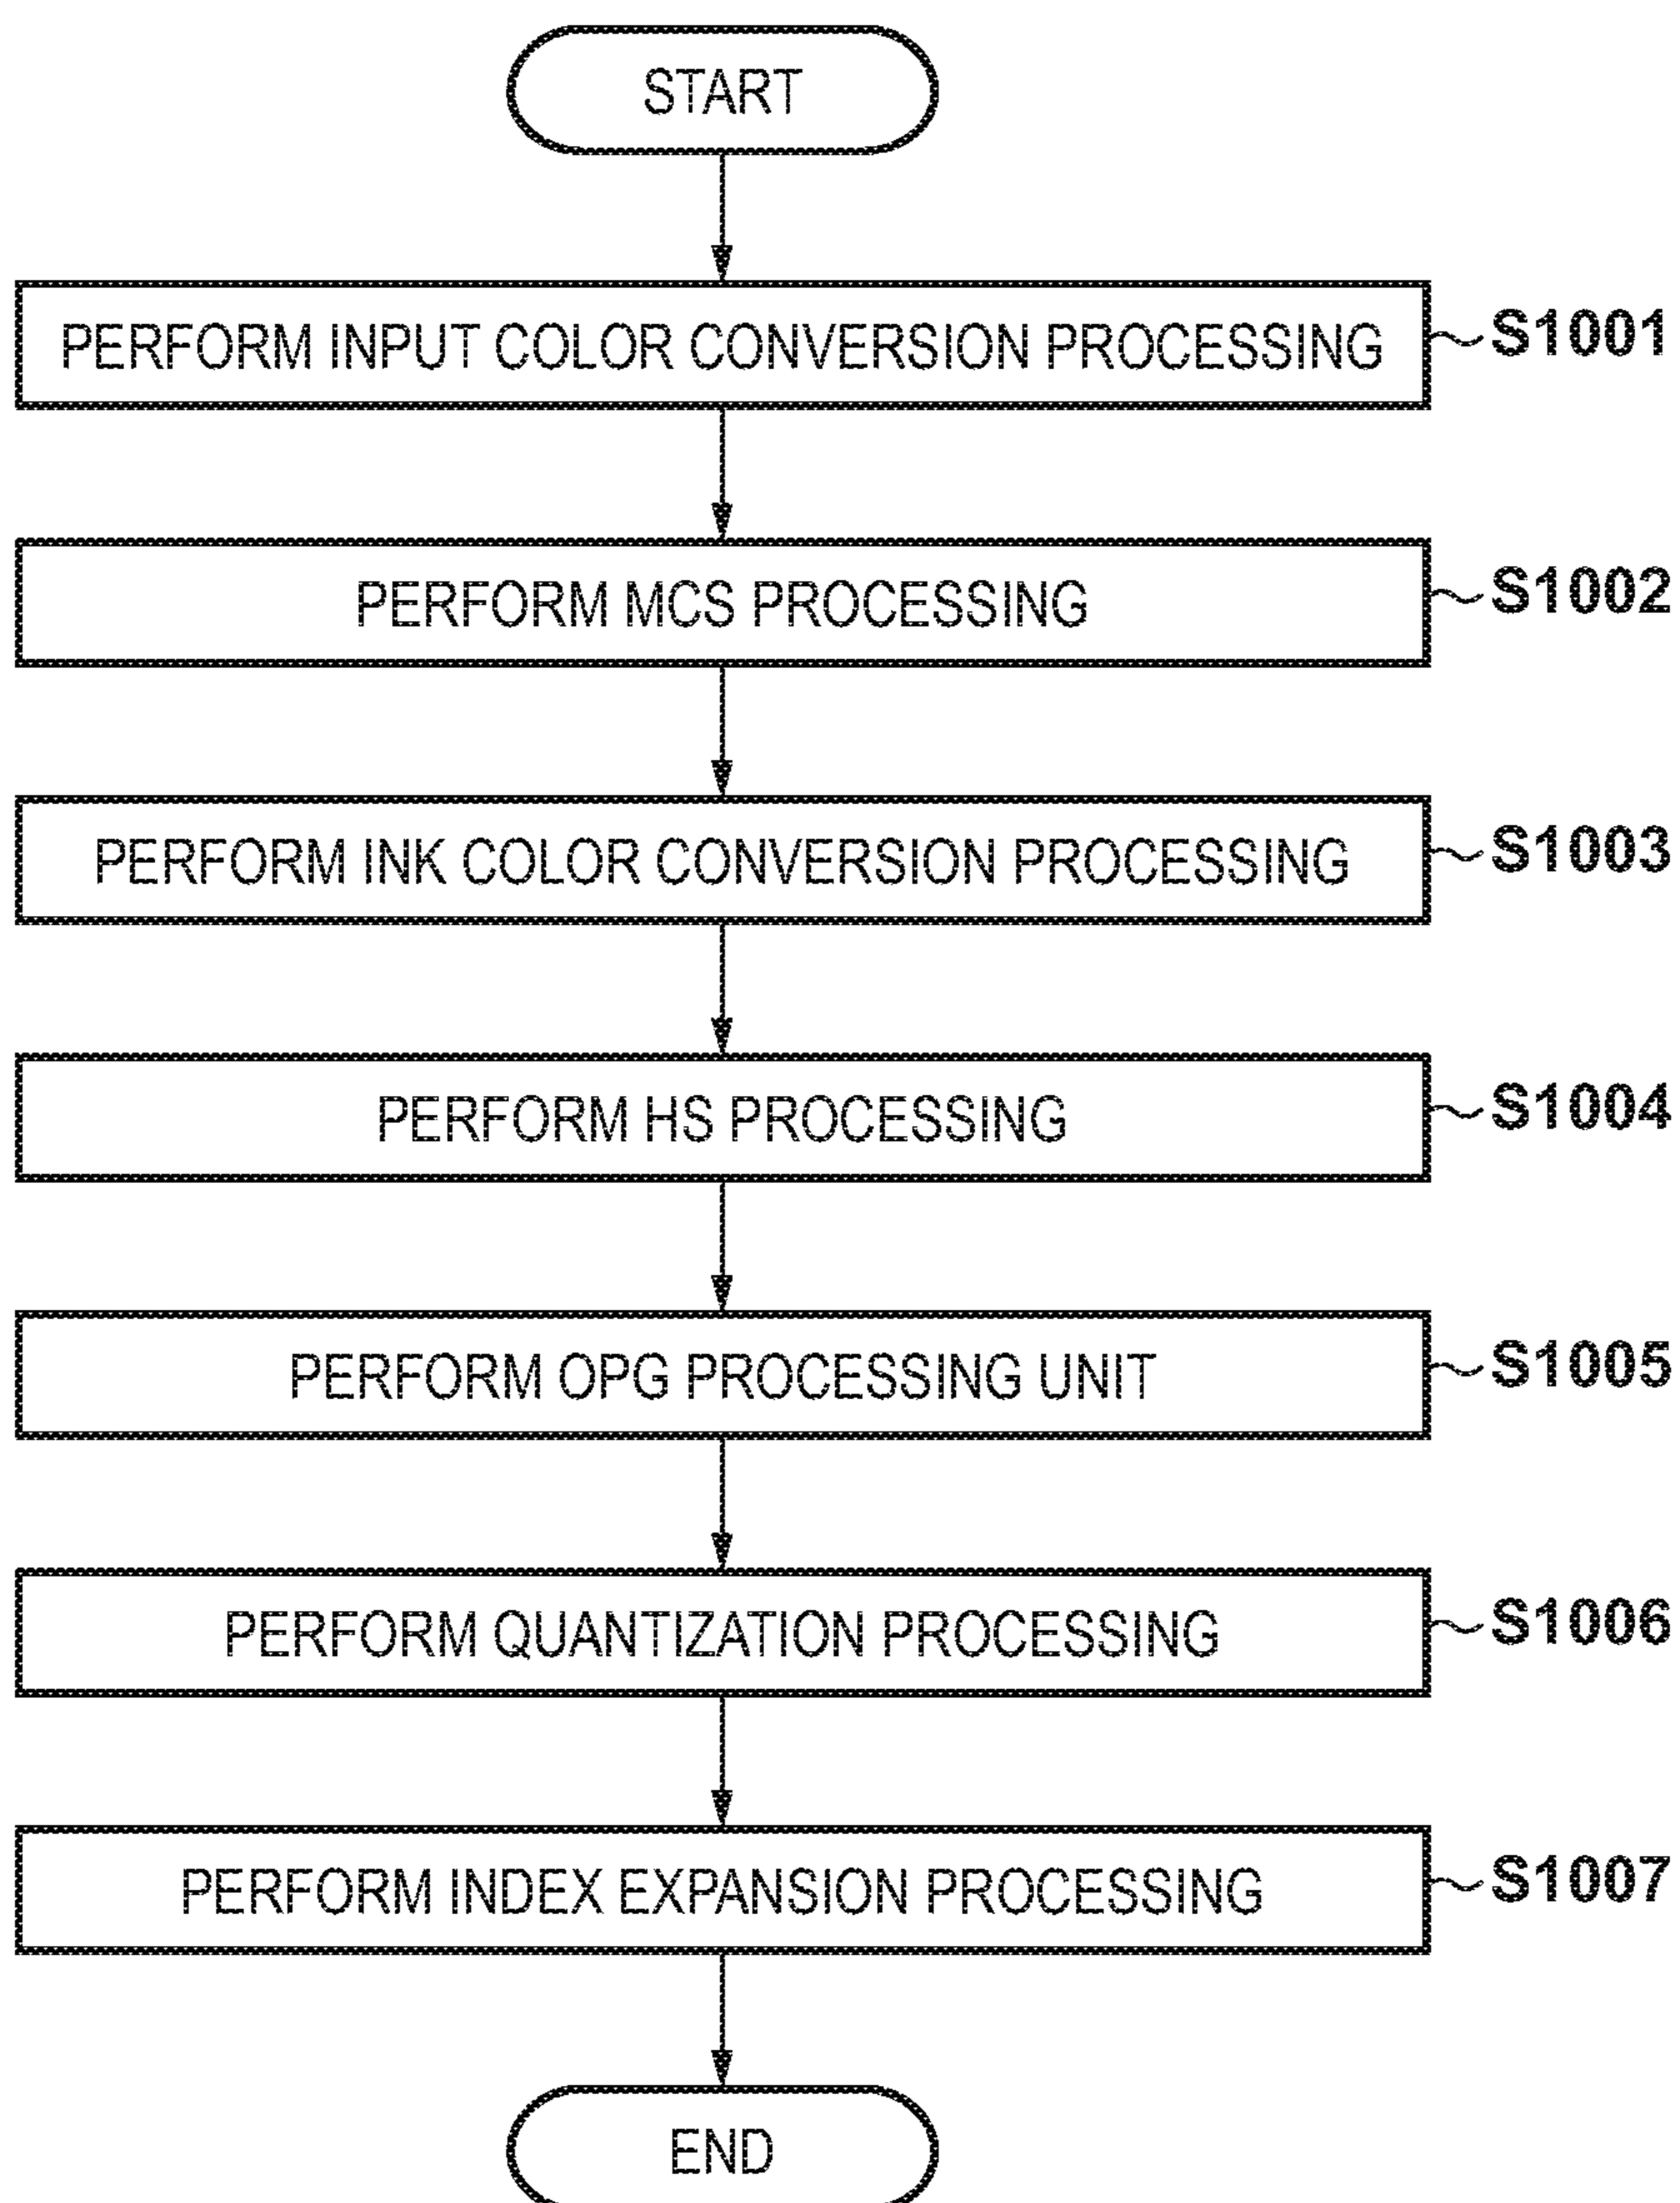 START
PERFORM INPUT COLOR CONVERSION PROCESSING S1001
PERFORM MCS PROCESSING S1002
PERFORM INK COLOR CONVERSION PROCESSING S1003
PERFORM HS PROCESSING S1004
PERFORM OPG PROCESSING UNIT S1005
PERFORM QUANTIZATION PROCESSING S1006
PERFORM INDEX EXPANSION PROCESSING S1007
END